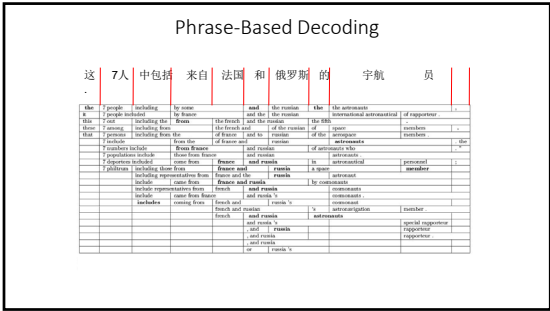 Phrase-Based Decoding
这 7人 中包括 来自 法国 和 俄罗斯 的 宇航 员
.
the 7 people including by some and the russian the the astronauts ,
it 7 people included by france and the the russian international astronautical of rapporteur .
this 7 out including the from the french and the russian the fifth .
these 7 among including from the french and of the russian of space members .
that 7 persons including from the of france and to russian of the aerospace members .
7 include from the of france and russian astronauts . the
7 numbers include from france and russian of astronauts who . "
7 populations include those from france and russian astronauts .
7 deportees included come from france and russia in astronautical personnel ;
7 philtrum including those from france and russia a space member
including representatives from france and the russia astronaut
include came from france and russia by cosmonauts
include representatives from french and russia cosmonauts
include came from france and russia 's cosmonauts .
includes coming from french and russia 's cosmonaut
french and russian 's astronavigation member .
french and russia astronauts
and russia 's special rapporteur
, and russia rapporteur
, and russia rapporteur .
, and russia
or russia 's